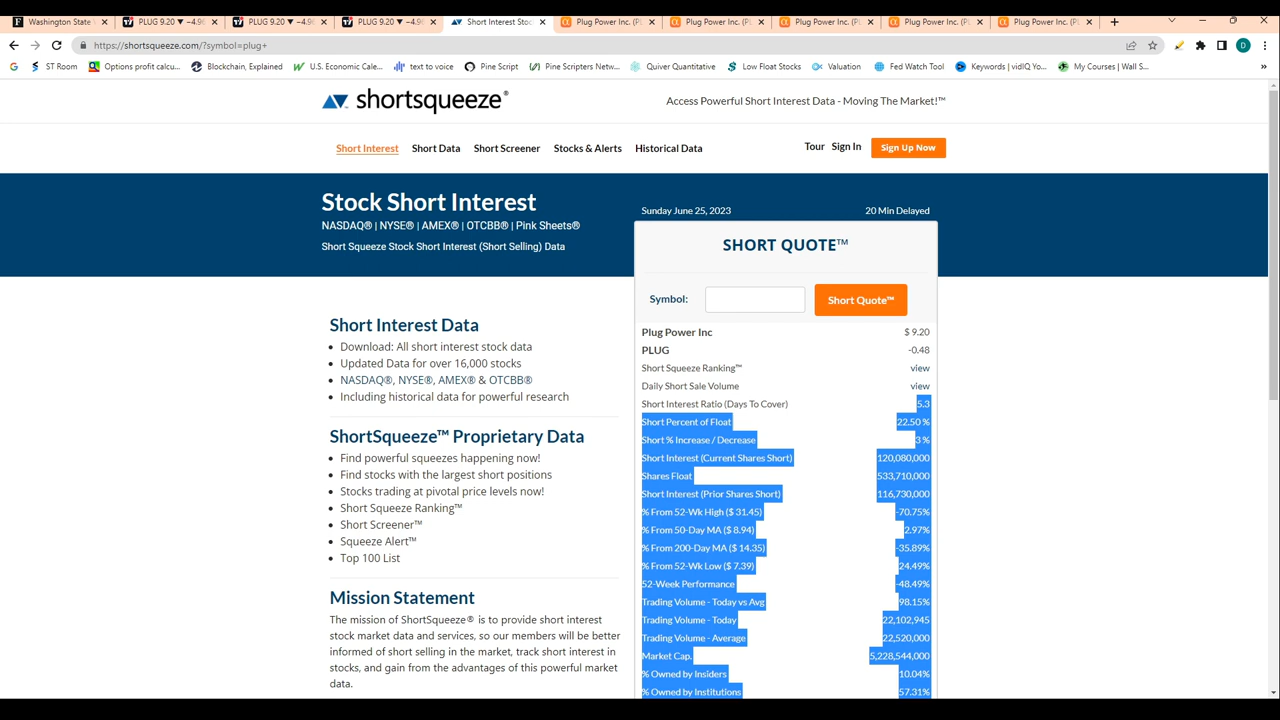 Washington State V
PLUG 9.20 ▼ −4.96
PLUG 9.20 ▼ −4.96
PLUG 9.20 ▼ −4.96
Short Interest Stoc
Plug Power Inc. (PL
Plug Power Inc. (PL
Plug Power Inc. (PL
Plug Power Inc. (PL
Plug Power Inc. (PL
https://shortsqueeze.com/?symbol=plug+
D
ST Room
Options profit calcu...
Blockchain, Explained
U.S. Economic Cale...
text to voice
Pine Script
Pine Scripters Netw...
Quiver Quantitative
Low Float Stocks
Valuation
Fed Watch Tool
Keywords | vidIQ Yo...
My Courses | Wall S...
»
shortsqueeze®
Access Powerful Short Interest Data - Moving The Market!™
Short Interest
Short Data
Short Screener
Stocks & Alerts
Historical Data
Tour
Sign In
Sign Up Now
Stock Short Interest
NASDAQ® | NYSE® | AMEX® | OTCBB® | Pink Sheets®
Short Squeeze Stock Short Interest (Short Selling) Data
Sunday June 25, 2023
20 Min Delayed
SHORT QUOTE™
Symbol:
Short Quote™
Short Interest Data
• Download: All short interest stock data
• Updated Data for over 16,000 stocks
• NASDAQ®, NYSE®, AMEX® & OTCBB®
• Including historical data for powerful research
ShortSqueeze™ Proprietary Data
• Find powerful squeezes happening now!
• Find stocks with the largest short positions
• Stocks trading at pivotal price levels now!
• Short Squeeze Ranking™
• Short Screener™
• Squeeze Alert™
• Top 100 List
Mission Statement
The mission of ShortSqueeze® is to provide short interest
stock market data and services, so our members will be better
informed of short selling in the market, track short interest in
stocks, and gain from the advantages of this powerful market
data.
Plug Power Inc $ 9.20
PLUG -0.48
Short Squeeze Ranking™ view
Daily Short Sale Volume view
Short Interest Ratio (Days To Cover) 5.3
Short Percent of Float 22.50 %
Short % Increase / Decrease 3 %
Short Interest (Current Shares Short) 120,080,000
Shares Float 533,710,000
Short Interest (Prior Shares Short) 116,730,000
% From 52-Wk High ($ 31.45) -70.75%
% From 50-Day MA ($ 8.94) 2.97%
% From 200-Day MA ($ 14.35) -35.89%
% From 52-Wk Low ($ 7.39) 24.49%
52-Week Performance -48.49%
Trading Volume - Today vs Avg 98.15%
Trading Volume - Today 22,102,945
Trading Volume - Average 22,520,000
Market Cap. 5,228,544,000
% Owned by Insiders 10.04%
% Owned by Institutions 57.31%